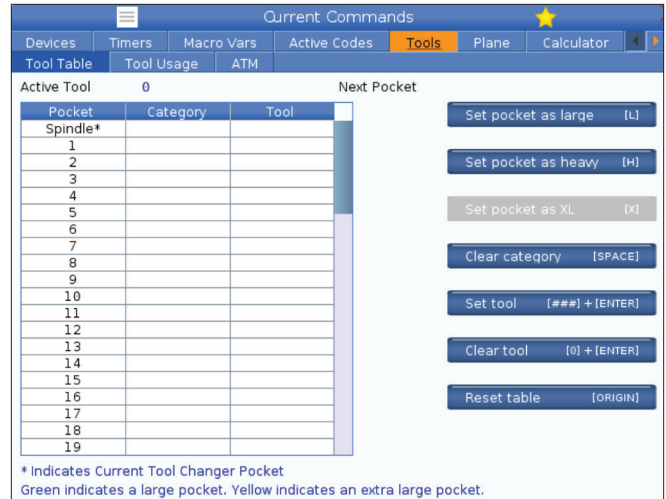 Current Commands
Devices Timers Macro Vars Active Codes Tools Plane Calculator
Tool Table Tool Usage ATM
Active Tool 0 Next Pocket
Pocket Category Tool
Spindle*
1
2
3
4
5
6
7
8
9
10
11
12
13
14
15
16
17
18
19
Set pocket as large [L]
Set pocket as heavy [H]
Set pocket as XL [X]
Clear category [SPACE]
Set tool [###] + [ENTER]
Clear tool [0] + [ENTER]
Reset table [ORIGIN]
* Indicates Current Tool Changer Pocket
Green indicates a large pocket. Yellow indicates an extra large pocket.